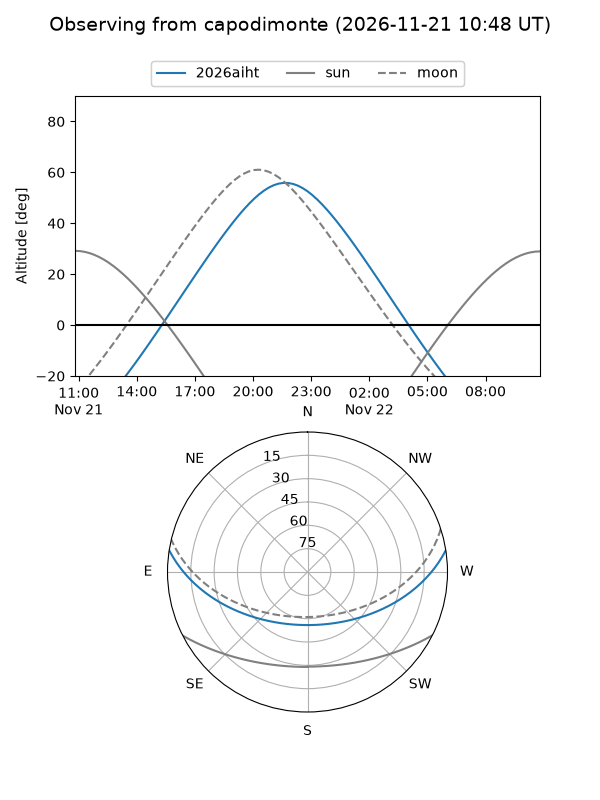 Observing from capodimonte (2026-11-21 10:48 UT)
2026aiht sun moon
Altitude [deg]
80
60
40
20
0
−20
11:00 14:00 17:00 20:00 23:00 02:00 05:00 08:00
Nov 21 Nov 22
N
NE NW
15
30
45
60
75
E W
SE SW
S